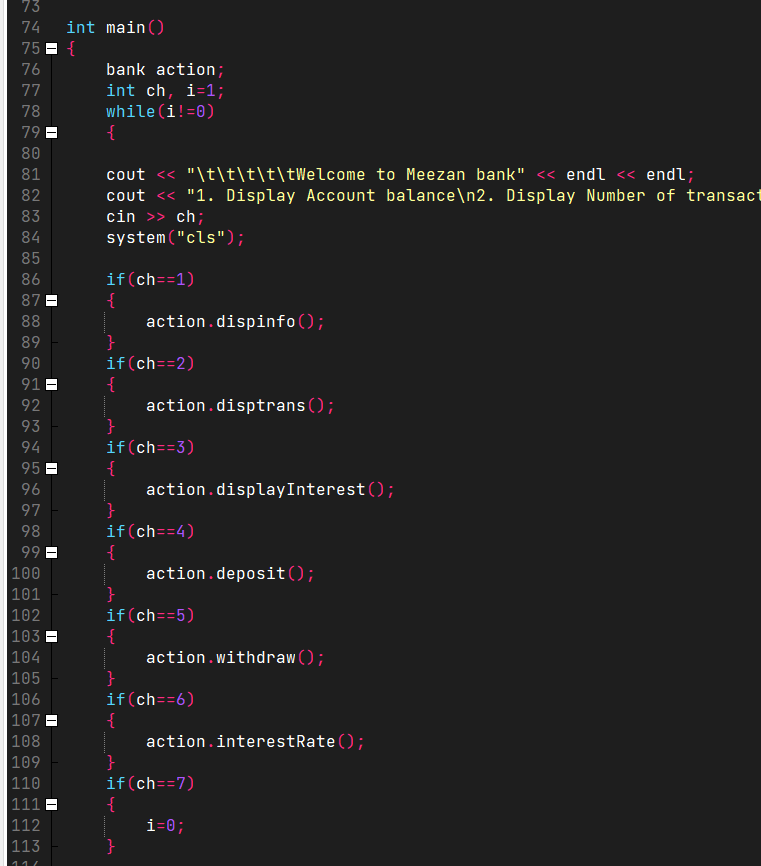 73
74 int main()
75 {
76 bank action;
77 int ch, i=1;
78 while(i!=0)
79 {
80
81 cout << "\t\t\t\t\tWelcome to Meezan bank" << endl << endl;
82 cout << "1. Display Account balance\n2. Display Number of transact
83 cin >> ch;
84 system("cls");
85
86 if(ch==1)
87 {
88 action.dispinfo();
89 }
90 if(ch==2)
91 {
92 action.disptrans();
93 }
94 if(ch==3)
95 {
96 action.displayInterest();
97 }
98 if(ch==4)
99 {
100 action.deposit();
101 }
102 if(ch==5)
103 {
104 action.withdraw();
105 }
106 if(ch==6)
107 {
108 action.interestRate();
109 }
110 if(ch==7)
111 {
112 i=0;
113 }